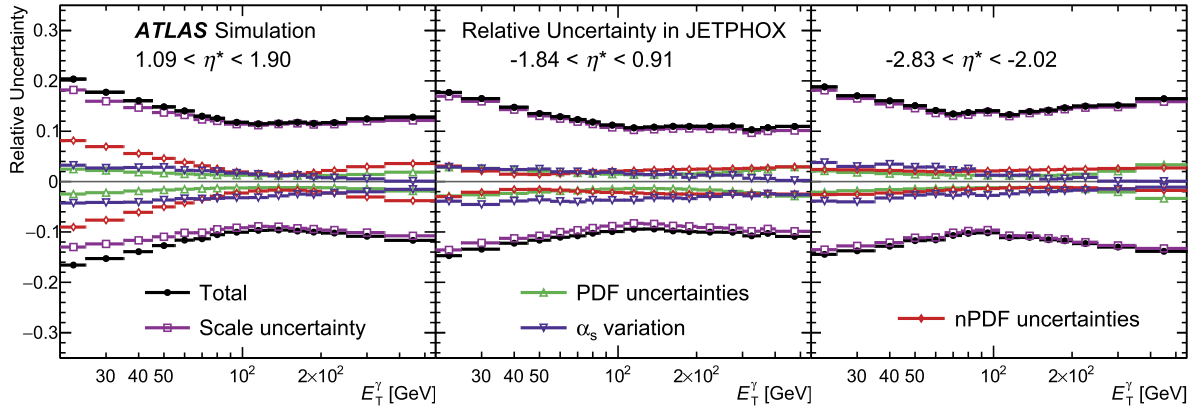 ATLAS Simulation
1.09 < η* < 1.90
Relative Uncertainty in JETPHOX
-1.84 < η* < 0.91
-2.83 < η* < -2.02
Relative Uncertainty
0.3
0.2
0.1
0
−0.1
−0.2
−0.3
Total
Scale uncertainty
PDF uncertainties
αs variation
nPDF uncertainties
30 40 50 10² 2×10²
30 40 50 10² 2×10²
30 40 50 10² 2×10²
E_T^γ [GeV]
E_T^γ [GeV]
E_T^γ [GeV]